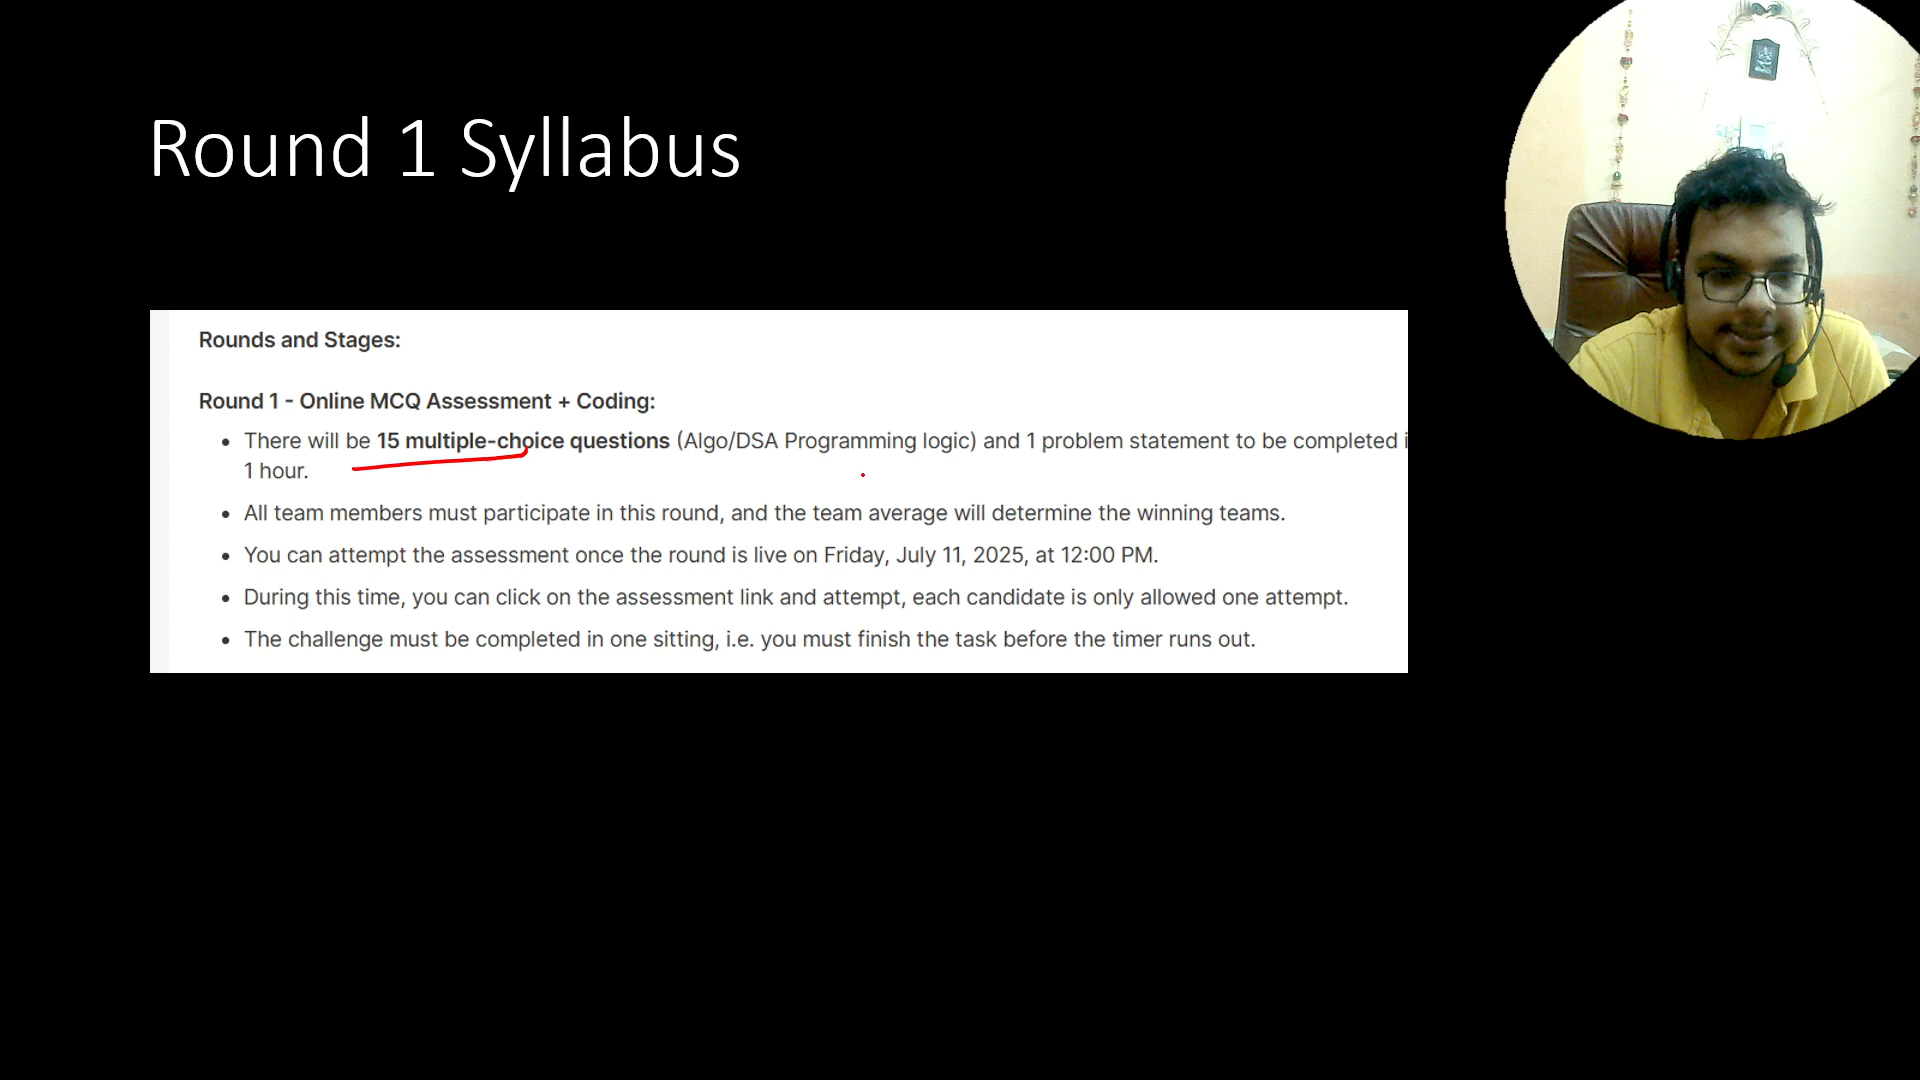 Round 1 Syllabus
Rounds and Stages:
Round 1 - Online MCQ Assessment + Coding:
• There will be 15 multiple-choice questions (Algo/DSA Programming logic) and 1 problem statement to be completed i
1 hour.
• All team members must participate in this round, and the team average will determine the winning teams.
• You can attempt the assessment once the round is live on Friday, July 11, 2025, at 12:00 PM.
• During this time, you can click on the assessment link and attempt, each candidate is only allowed one attempt.
• The challenge must be completed in one sitting, i.e. you must finish the task before the timer runs out.